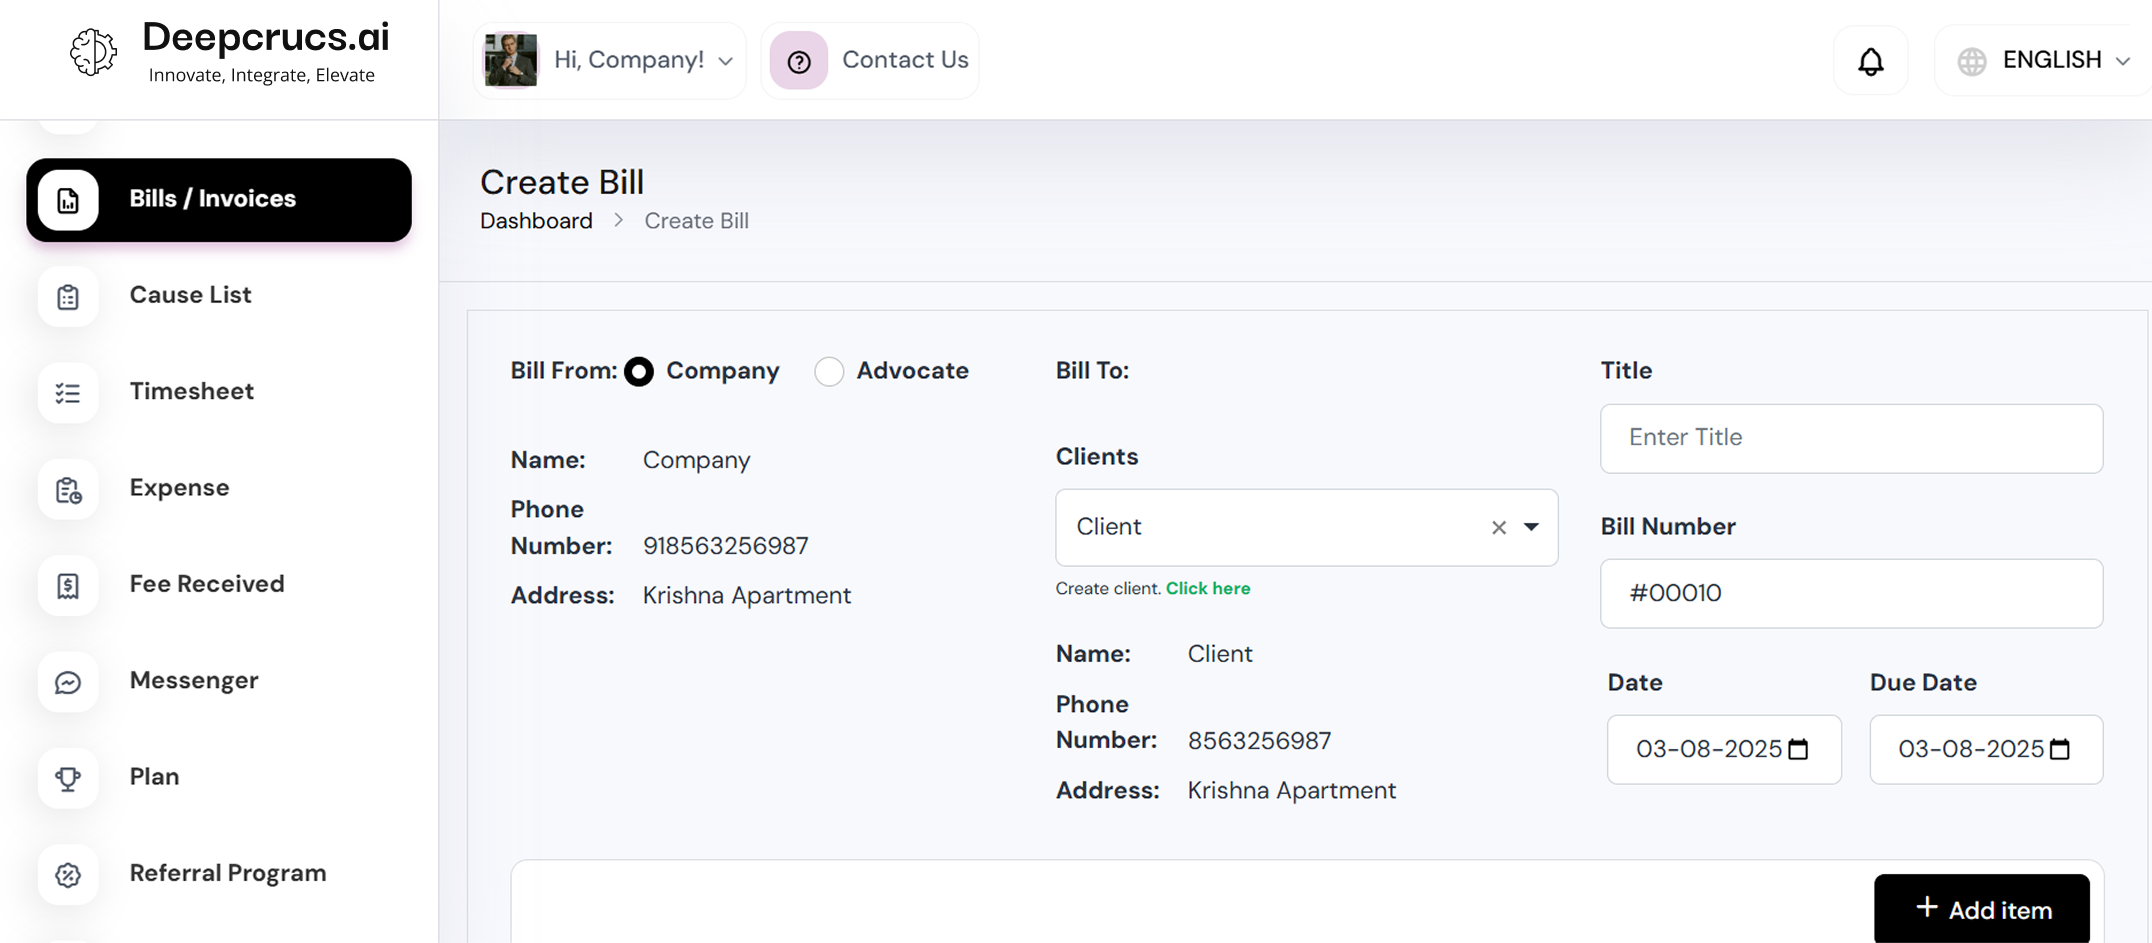 Deepcrucs.ai
Innovate, Integrate, Elevate
Hi, Company!
Contact Us
ENGLISH
Bills / Invoices
Cause List
Timesheet
Expense
Fee Received
Messenger
Plan
Referral Program
Create Bill
Dashboard > Create Bill
Bill From: Company Advocate
Name: Company
Phone
Number: 918563256987
Address: Krishna Apartment
Bill To:
Clients
Client ×
Create client. Click here
Name: Client
Phone
Number: 8563256987
Address: Krishna Apartment
Title
Enter Title
Bill Number
#00010
Date Due Date
03-08-2025 03-08-2025
+ Add item